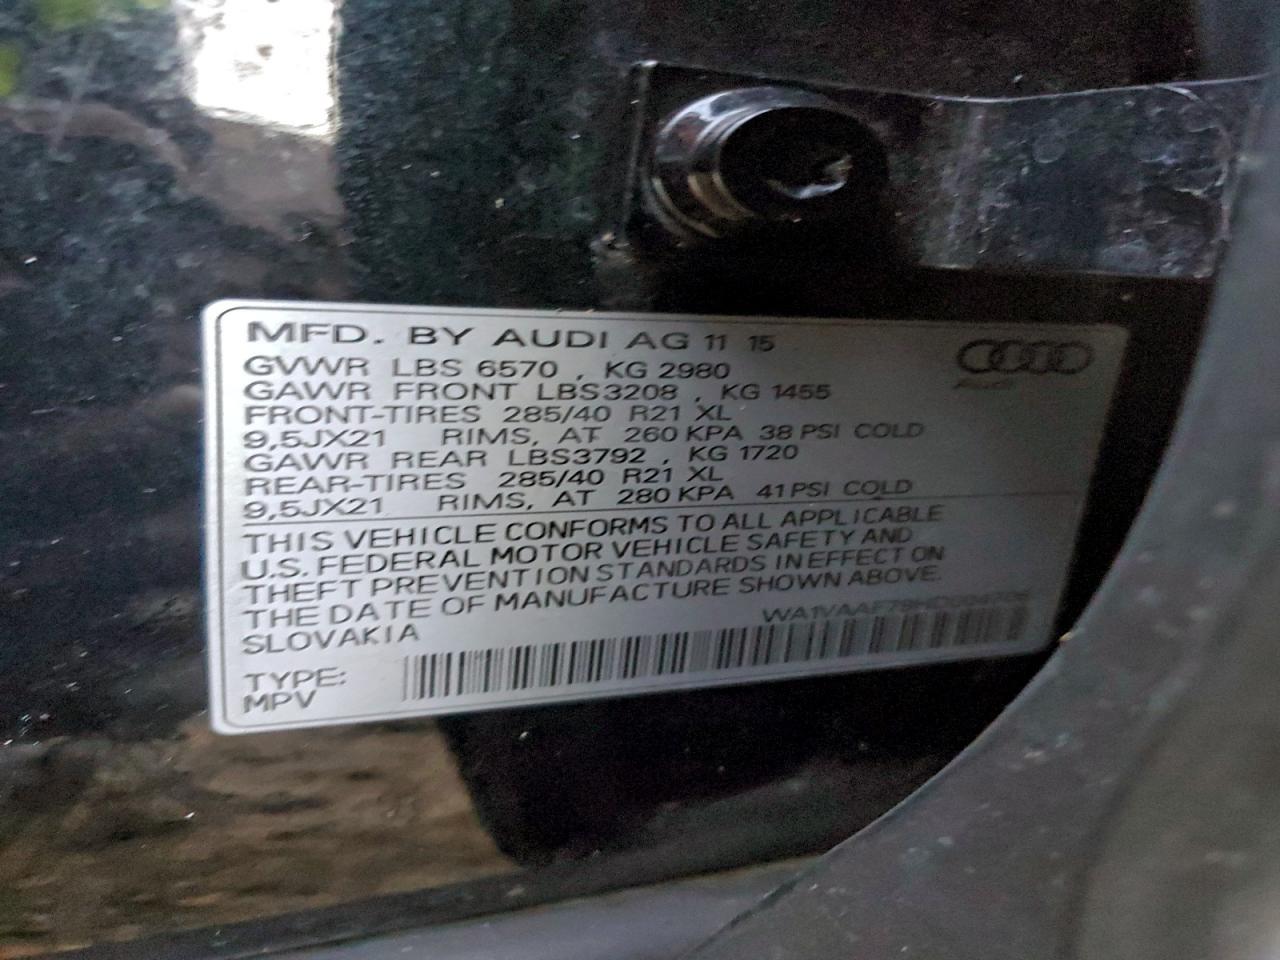 MFD. BY AUDI AG 11 15
GVWR LBS 6570 , KG 2980
GAWR FRONT LBS3208 , KG 1455
FRONT-TIRES 285/40 R21 XL
9,5JX21 RIMS, AT 260 KPA 38 PSI COLD
GAWR REAR LBS3792 , KG 1720
REAR-TIRES 285/40 R21 XL
9,5JX21 RIMS, AT 280 KPA 41 PSI COLD
THIS VEHICLE CONFORMS TO ALL APPLICABLE
U.S. FEDERAL MOTOR VEHICLE SAFETY AND
THEFT PREVENTION STANDARDS IN EFFECT ON
THE DATE OF MANUFACTURE SHOWN ABOVE.
SLOVAKIA
TYPE:
MPV
Audi